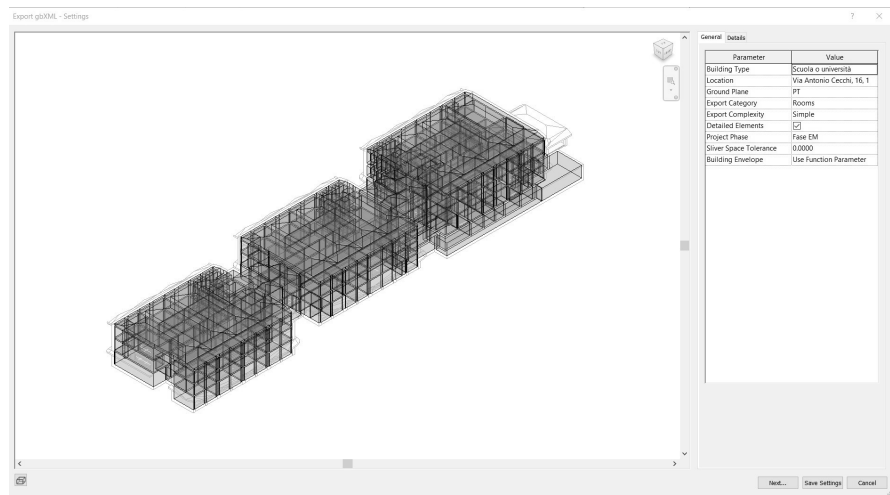 Export gbXML - Settings
General Details
Parameter Value
Building Type Scuola o università
Location Via Antonio Cecchi, 16, 1
Ground Plane PT
Export Category Rooms
Export Complexity Simple
Detailed Elements
Project Phase Fase EM
Sliver Space Tolerance 0.0000
Building Envelope Use Function Parameter
Next... Save Settings Cancel